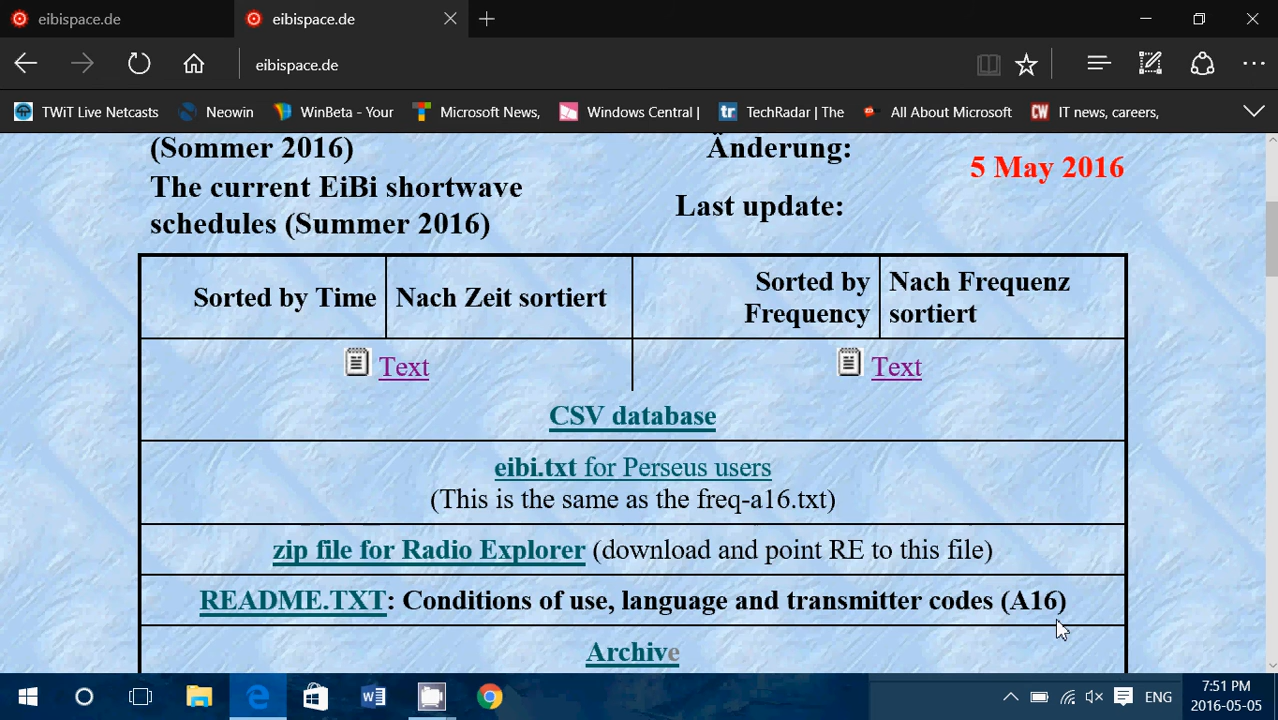 eibispace.de
eibispace.de
eibispace.de
TWiT Live Netcasts
Neowin
WinBeta - Your
Microsoft News,
Windows Central |
tr TechRadar | The
All About Microsoft
CW IT news, careers,
(Sommer 2016)
The current EiBi shortwave
schedules (Summer 2016)
Änderung:
Last update:
5 May 2016
Sorted by Time
Nach Zeit sortiert
Sorted by
Frequency
Nach Frequenz
sortiert
Text
Text
CSV database
eibi.txt for Perseus users
(This is the same as the freq-a16.txt)
zip file for Radio Explorer (download and point RE to this file)
README.TXT: Conditions of use, language and transmitter codes (A16)
Archive
ENG
7:51 PM
2016-05-05